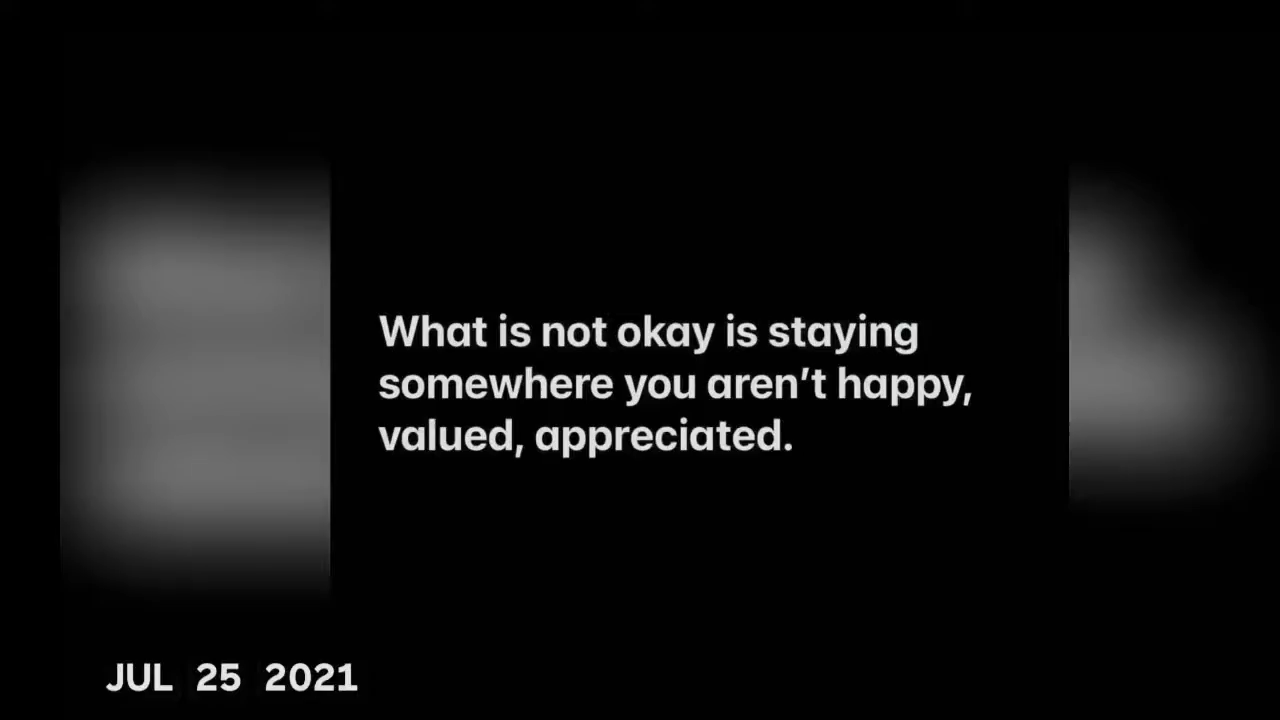 What is not okay is staying
somewhere you aren’t happy,
valued, appreciated.
JUL 25 2021